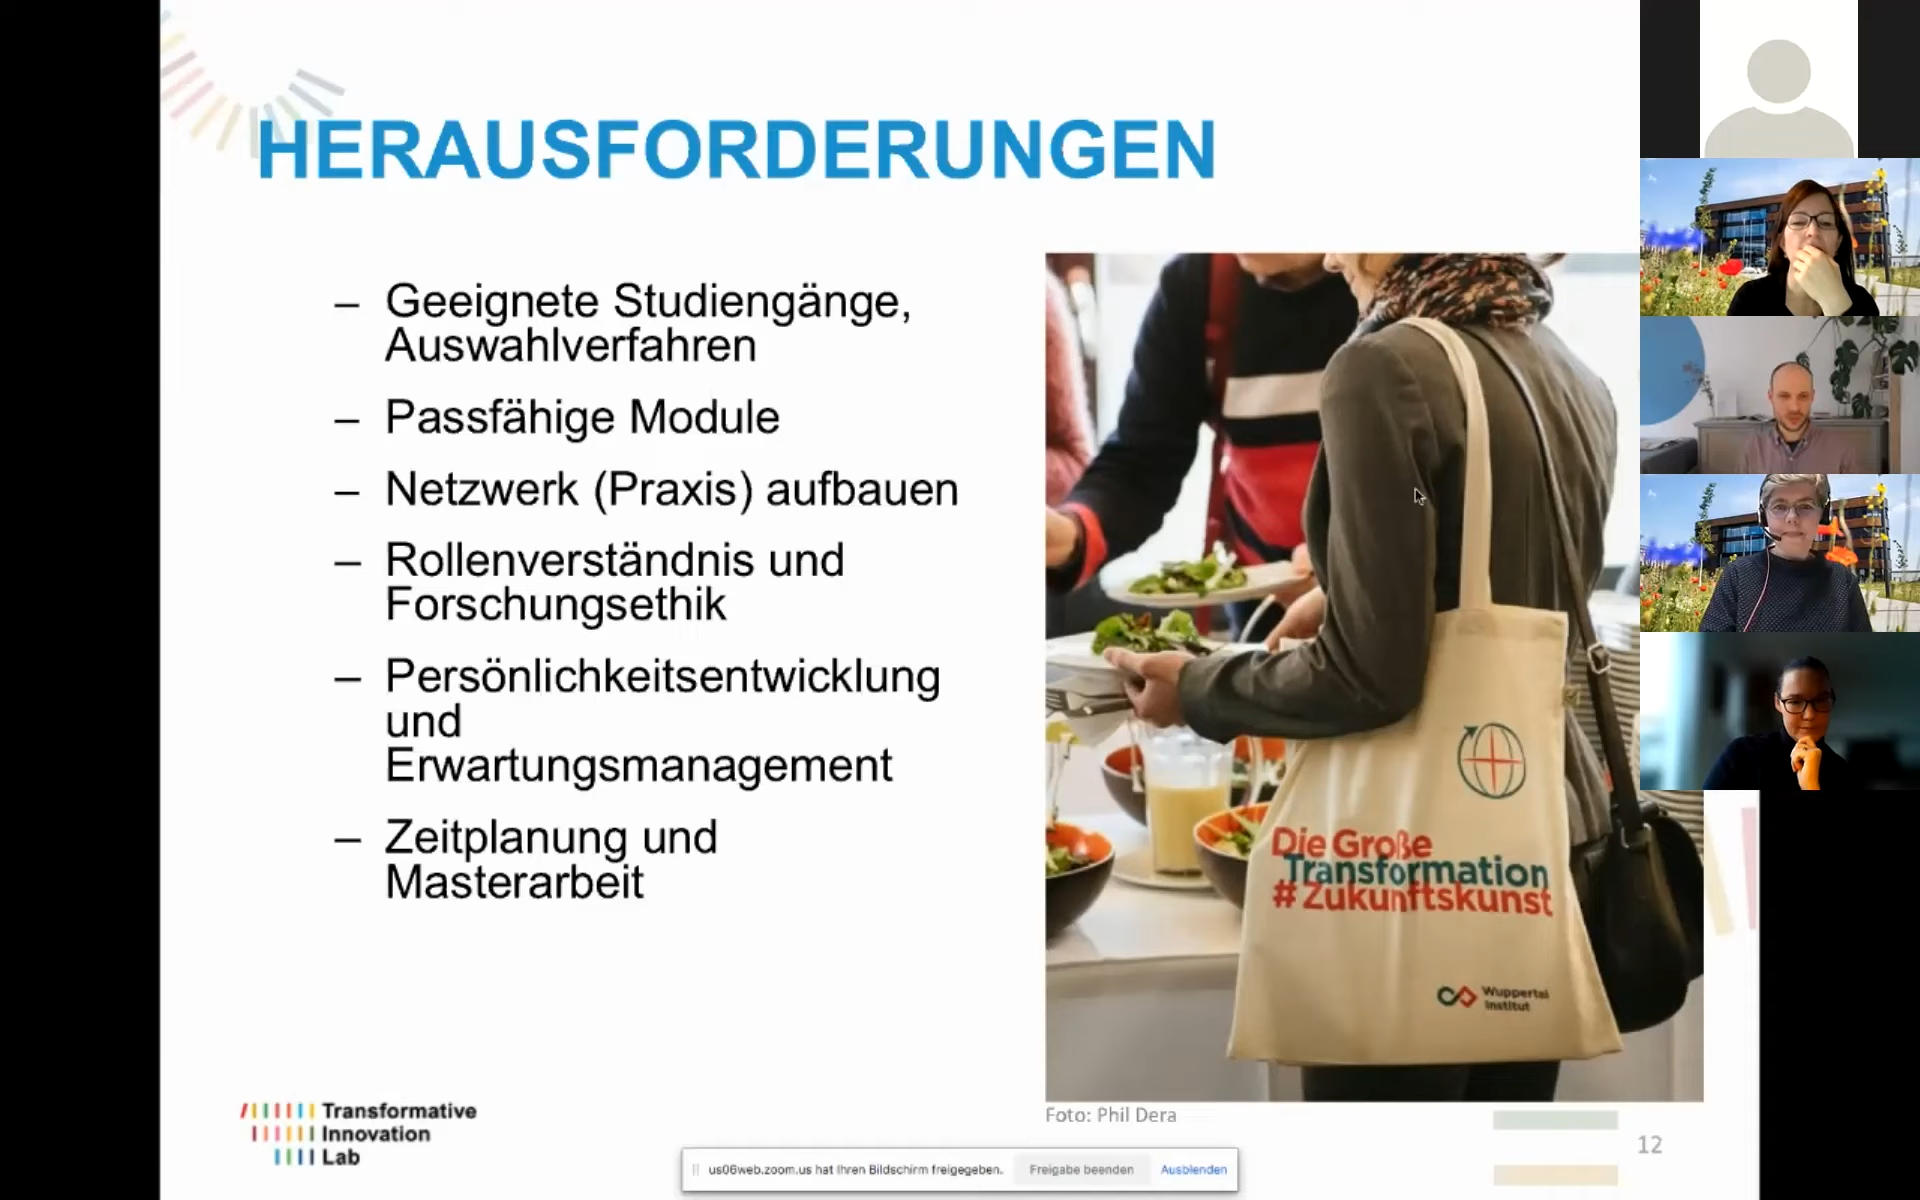 HERAUSFORDERUNGEN
– Geeignete Studiengänge,
Auswahlverfahren
– Passfähige Module
– Netzwerk (Praxis) aufbauen
– Rollenverständnis und
Forschungsethik
– Persönlichkeitsentwicklung
und
Erwartungsmanagement
– Zeitplanung und
Masterarbeit
Die Große
Transformation
#Zukunftskunst
Wuppertal
Institut
Foto: Phil Dera
Transformative
Innovation
Lab
12
us06web.zoom.us hat Ihren Bildschirm freigegeben.
Freigabe beenden
Ausblenden